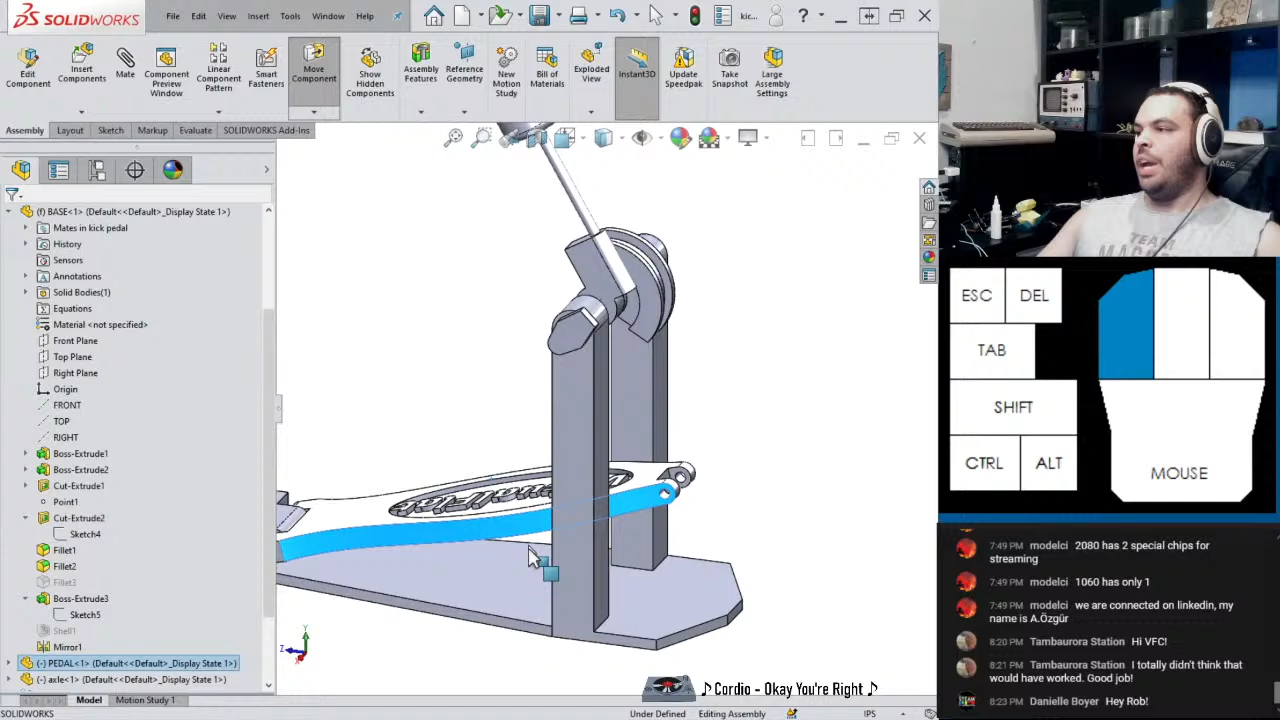 SOLIDWORKS
File
Edit
View
Insert
Tools
Window
Help
kic...
?
Edit
Component
Insert
Components
Mate
Component
Preview
Window
Linear
Component
Pattern
Smart
Fasteners
Move
Component
Show
Hidden
Components
Assembly
Features
Reference
Geometry
New
Motion
Study
Bill of
Materials
Exploded
View
Instant3D
Update
Speedpak
Take
Snapshot
Large
Assembly
Settings
Assembly
Layout
Sketch
Markup
Evaluate
SOLIDWORKS Add-Ins
(f) BASE<1> (Default<<Default>_Display State 1>)
Mates in kick pedal
History
Sensors
Annotations
Solid Bodies(1)
Equations
Material <not specified>
Front Plane
Top Plane
Right Plane
Origin
FRONT
TOP
RIGHT
Boss-Extrude1
Boss-Extrude2
Cut-Extrude1
Point1
Cut-Extrude2
Sketch4
Fillet1
Fillet2
Fillet3
Boss-Extrude3
Sketch5
Shell1
Mirror1
(-) PEDAL<1> (Default<<Default>_Display State 1>)
(-) axle<1> (Default<<Default>_Display State 1>)
Y
Z
X
Model
Motion Study 1
♪ Cordio - Okay You're Right ♪
SOLIDWORKS
Under Defined
Editing Assembly
IPS
TEAM
ESC
DEL
TAB
SHIFT
CTRL
ALT
MOUSE
7:49 PM modelci 2080 has 2 special chips for
streaming
7:49 PM modelci 1060 has only 1
7:49 PM modelci we are connected on linkedin, my
name is A.Özgür
8:20 PM Tambaurora Station Hi VFC!
8:21 PM Tambaurora Station I totally didn't think that
would have worked. Good job!
8:23 PM Danielle Boyer Hey Rob!